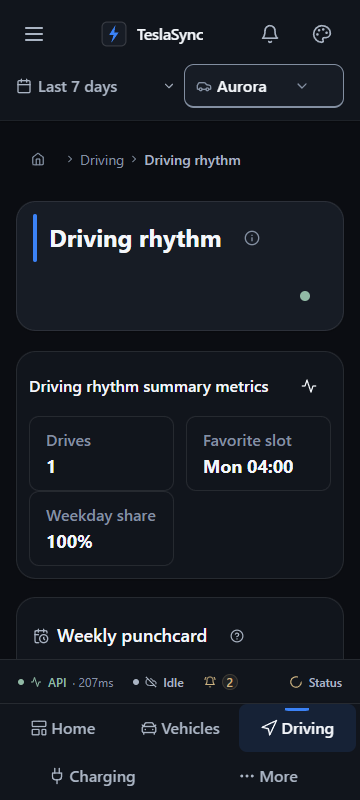 TeslaSync
Last 7 days
Aurora
Driving
Driving rhythm
Driving rhythm
Driving rhythm summary metrics
Drives
1
Favorite slot
Mon 04:00
Weekday share
100%
Weekly punchcard
API · 207ms
Idle
2
Status
Home
Vehicles
Driving
Charging
More